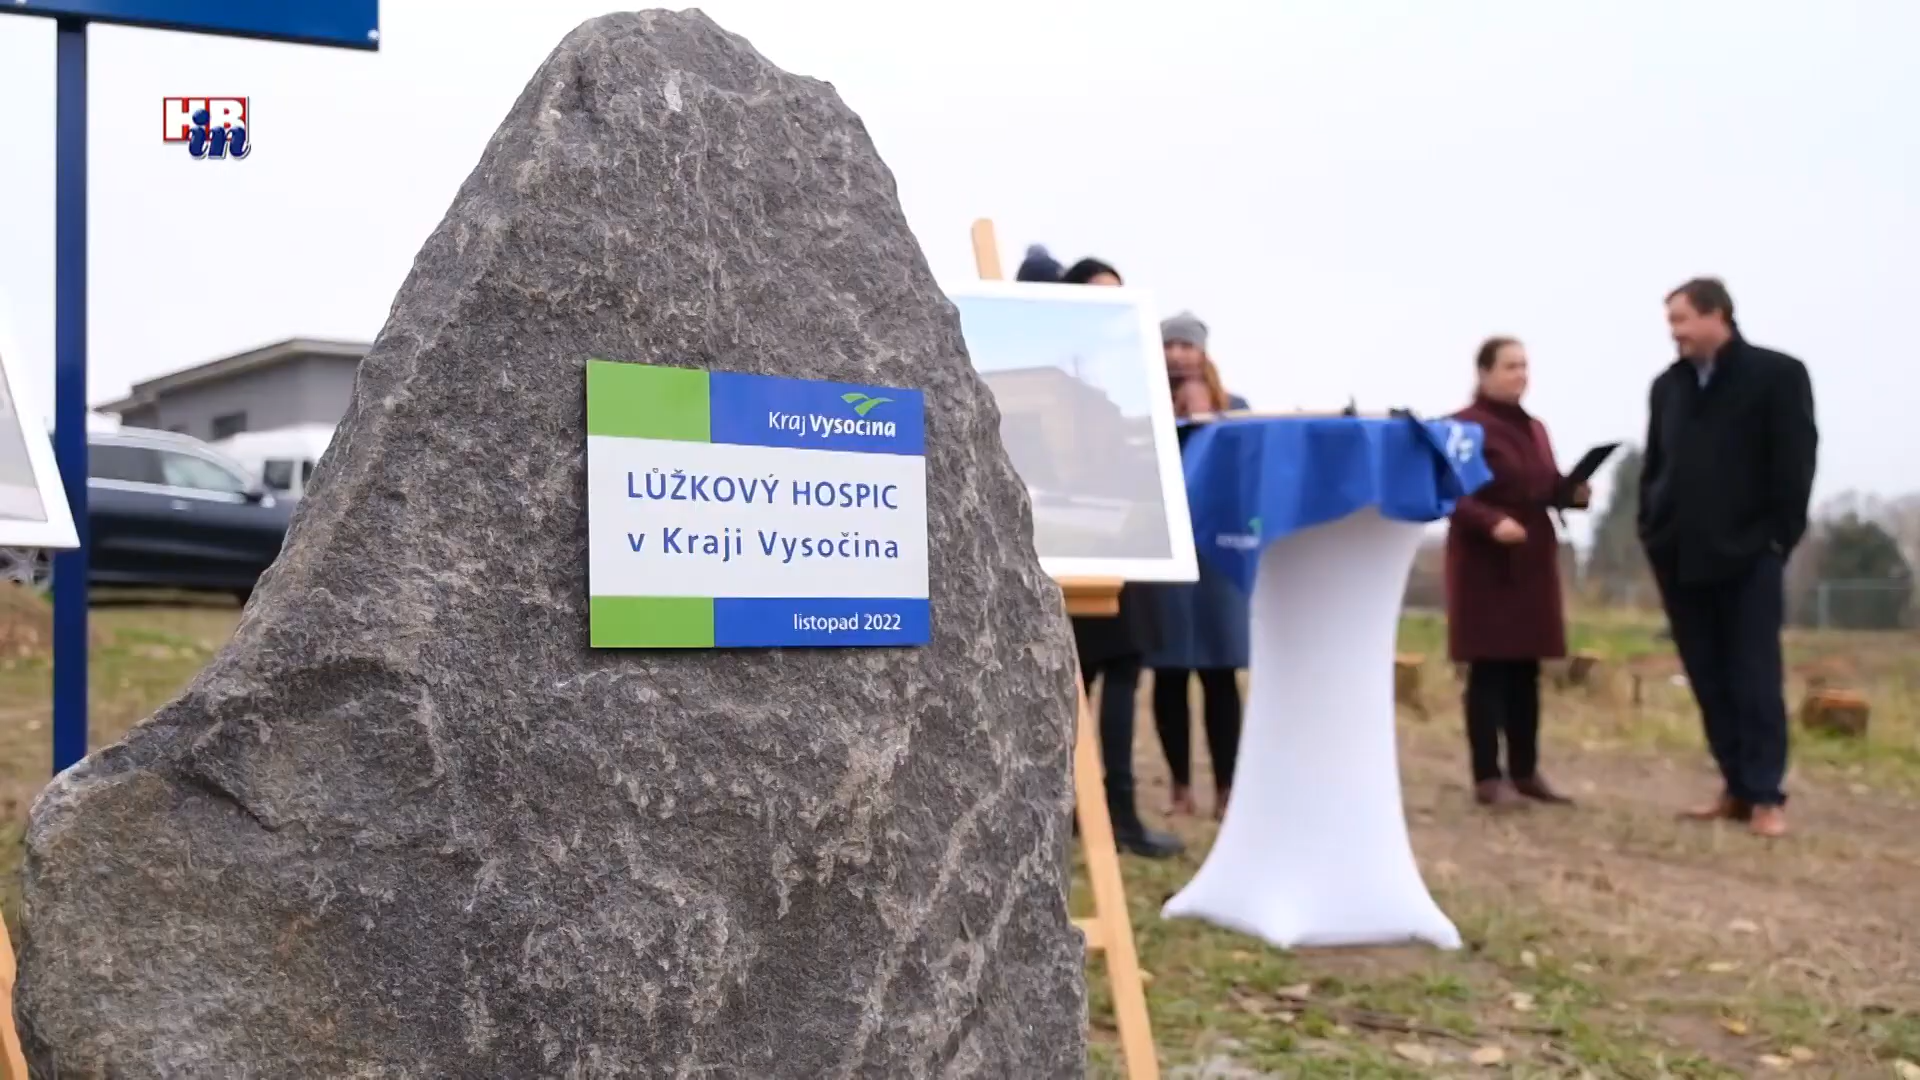 HB
in
Kraj Vysočina
LŮŽKOVÝ HOSPIC
v Kraji Vysočina
listopad 2022